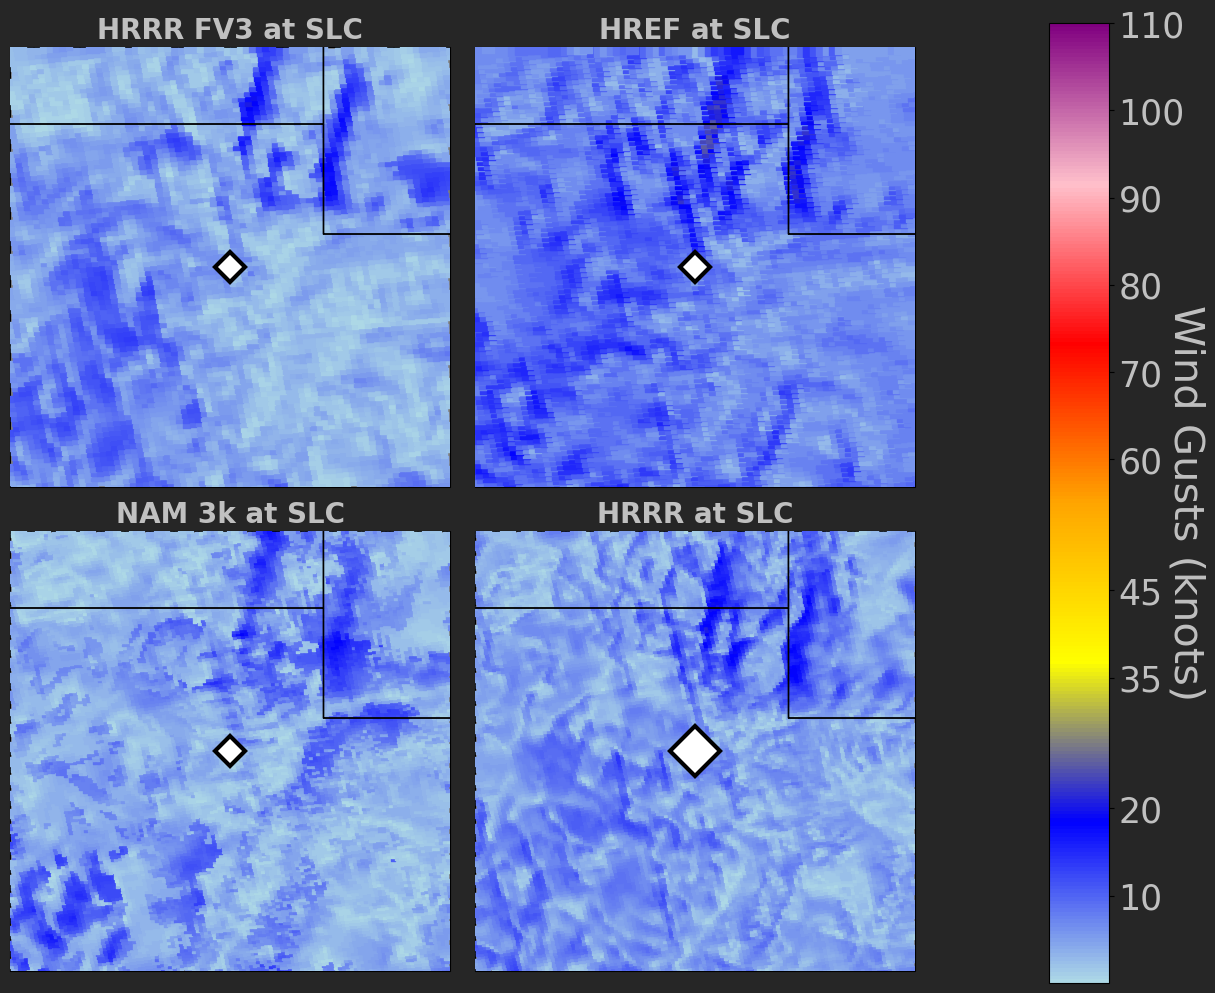 HRRR FV3 at SLC
HREF at SLC
NAM 3k at SLC
HRRR at SLC
110
100
90
80
70
60
45
35
20
10
Wind Gusts (knots)